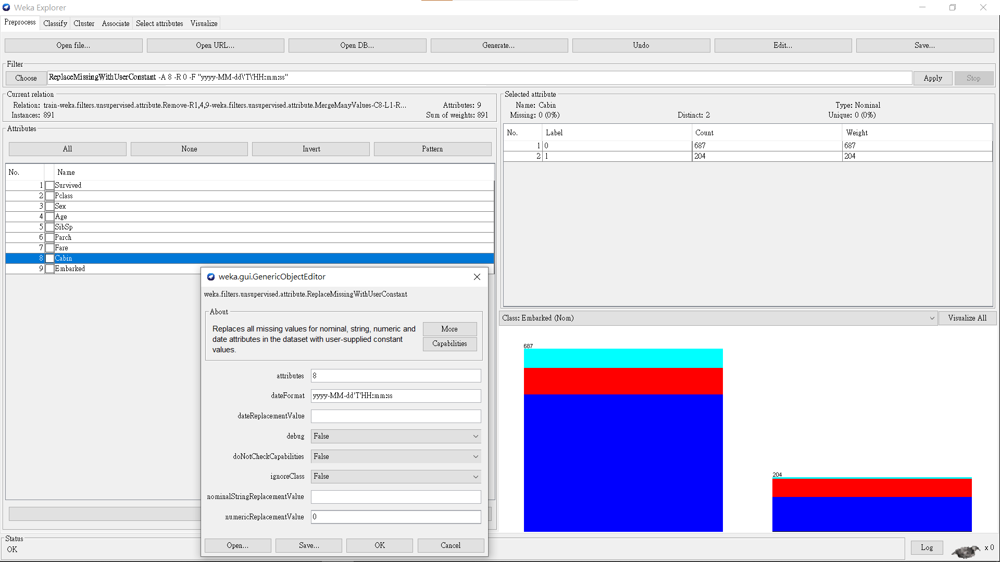 Weka Explorer
Preprocess Classify Cluster Associate Select attributes Visualize
Open file... Open URL... Open DB... Generate... Undo Edit... Save...
Filter
Choose ReplaceMissingWithUserConstant -A 8 -R 0 -F "yyyy-MM-dd\'T\'HH:mm:ss" Apply Stop
Current relation
Relation: train-weka.filters.unsupervised.attribute.Remove-R1,4,9-weka.filters.unsupervised.attribute.MergeManyValues-C8-L1-R... Attributes: 9
Instances: 891 Sum of weights: 891
Attributes
All None Invert Pattern
No. Name
1 Survived
2 Pclass
3 Sex
4 Age
5 SibSp
6 Parch
7 Fare
8 Cabin
9 Embarked
Selected attribute
Name: Cabin Type: Nominal
Missing: 0 (0%) Distinct: 2 Unique: 0 (0%)
No. Label Count Weight
1 0 687 687
2 1 204 204
Class: Embarked (Nom) Visualize All
687
204
weka.gui.GenericObjectEditor
weka.filters.unsupervised.attribute.ReplaceMissingWithUserConstant
About
Replaces all missing values for nominal, string, numeric and
date attributes in the dataset with user-supplied constant
values.
More
Capabilities
attributes 8
dateFormat yyyy-MM-dd'T'HH:mm:ss
dateReplacementValue
debug False
doNotCheckCapabilities False
ignoreClass False
nominalStringReplacementValue
numericReplacementValue 0
Open... Save... OK Cancel
Status
OK
Log x 0